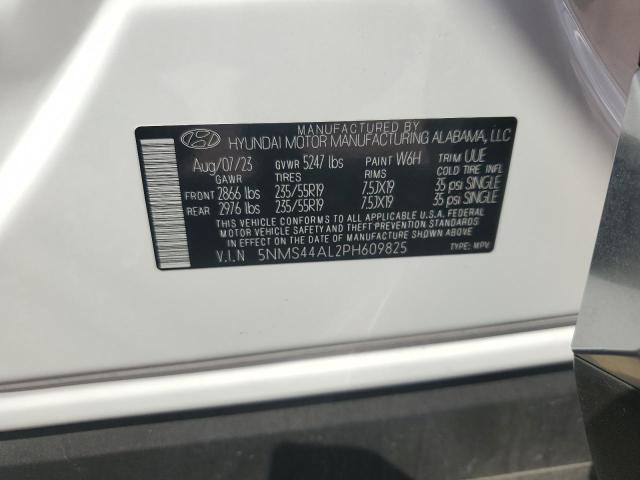 MANUFACTURED BY
HYUNDAI MOTOR MANUFACTURING ALABAMA, LLC
Aug/07/23 GVWR 5247 lbs PAINT W6H TRIM UUE
GAWR TIRES RIMS COLD TIRE INFL
FRONT 2866 lbs 235/55R19 7.5JX19 35 psi SINGLE
REAR 2976 lbs 235/55R19 7.5JX19 35 psi SINGLE
THIS VEHICLE CONFORMS TO ALL APPLICABLE U.S.A. FEDERAL
MOTOR VEHICLE SAFETY AND THEFT PREVENTION STANDARDS IN
EFFECT ON THE DATE OF MANUFACTURE SHOWN ABOVE.
V.I.N 5NMS44AL2PH609825 TYPE: MPV